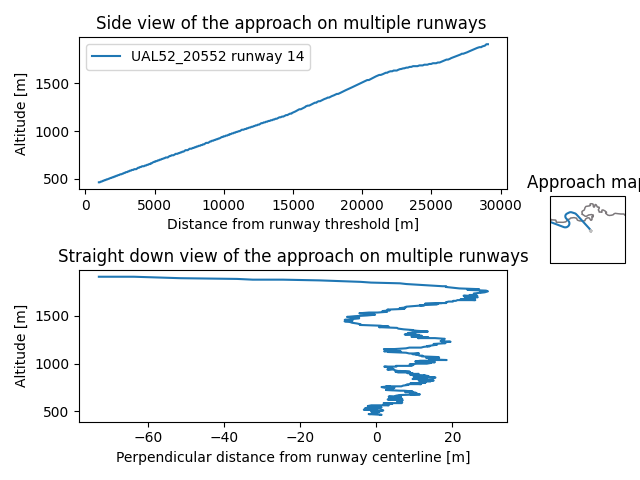 Side view of the approach on multiple runways
UAL52_20552 runway 14
Altitude [m]
1500
1000
500
0 5000 10000 15000 20000 25000 30000
Distance from runway threshold [m]
Approach map
Straight down view of the approach on multiple runways
Altitude [m]
1500
1000
500
−60 −40 −20 0 20
Perpendicular distance from runway centerline [m]